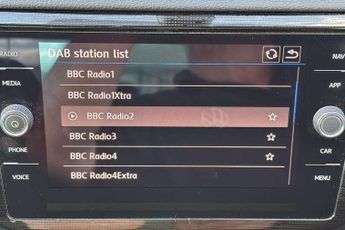 RADIO
MEDIA
PHONE
VOICE
DAB station list
BBC Radio1
BBC Radio1Xtra
BBC Radio2
BBC Radio3
BBC Radio4
BBC Radio4Extra
NAV
APP
CAR
MENU